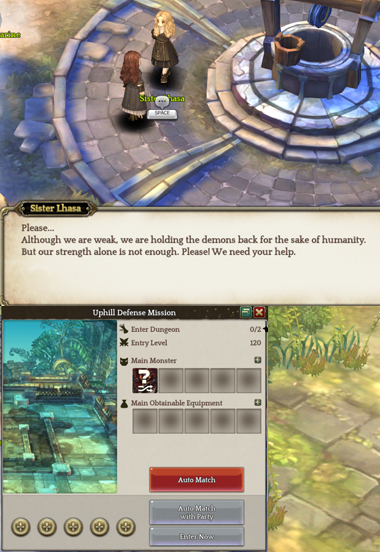 Sister Lhasa
SPACE
Sister Lhasa
Please...
Although we are weak, we are holding the demons back for the sake of humanity.
But our strength alone is not enough. Please! We need your help.
Uphill Defense Mission
Enter Dungeon 0/2
Entry Level 120
Main Monster
?
Main Obtainable Equipment
Auto Match
Auto Match
with Party
Enter Now